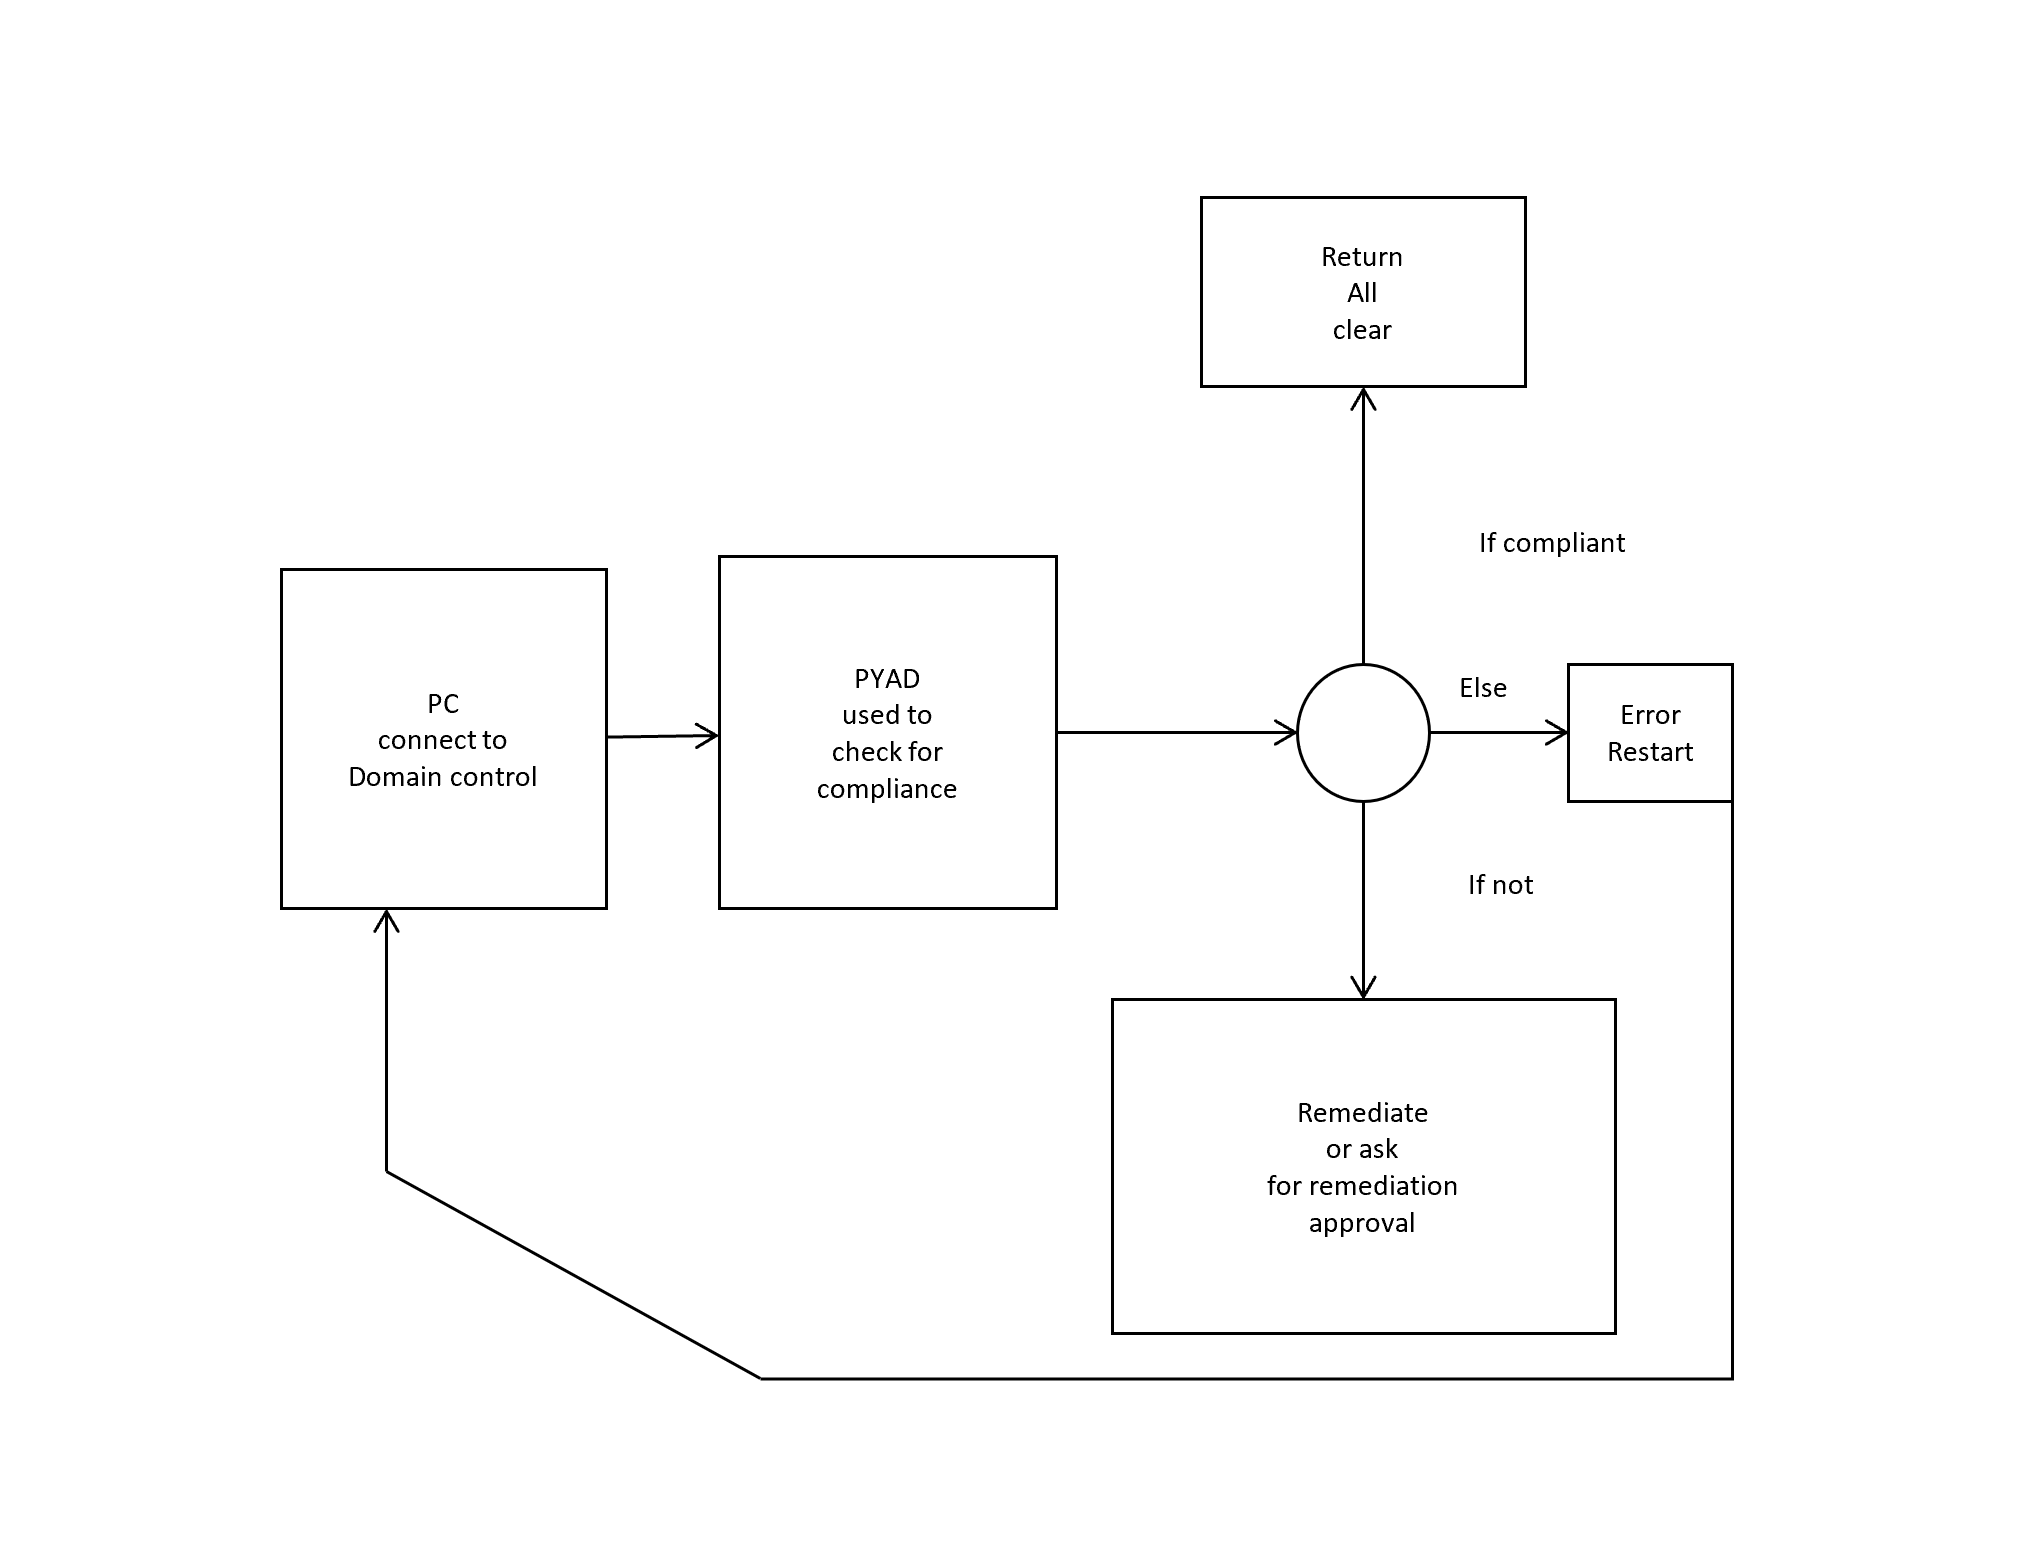 Return
All
clear
If compliant
PC
connect to
Domain control
PYAD
used to
check for
compliance
Else
Error
Restart
If not
Remediate
or ask
for remediation
approval